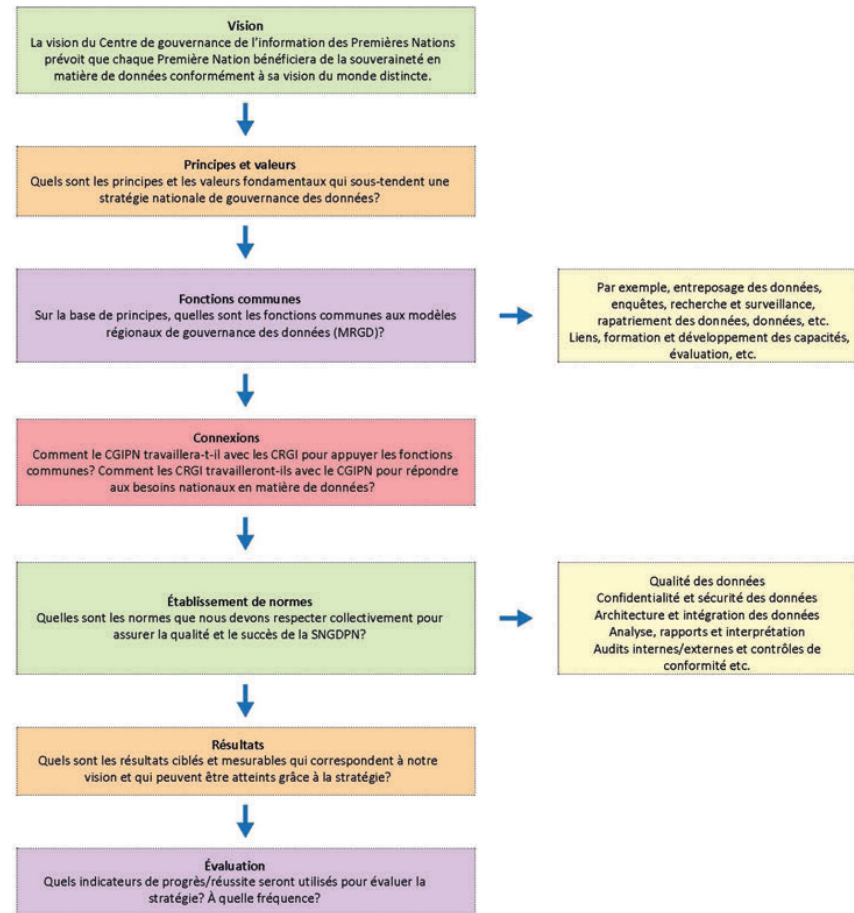 Vision
La vision du Centre de gouvernance de l'information des Premières Nations
prévoit que chaque Première Nation bénéficiera de la souveraineté en
matière de données conformément à sa vision du monde distincte.
Principes et valeurs
Quels sont les principes et les valeurs fondamentaux qui sous-tendent une
stratégie nationale de gouvernance des données?
Fonctions communes
Sur la base de principes, quelles sont les fonctions communes aux modèles
régionaux de gouvernance des données (MRGD)?
Par exemple, entreposage des données,
enquêtes, recherche et surveillance,
rapatriement des données, données, etc.
Liens, formation et développement des capacités,
évaluation, etc.
Connexions
Comment le CGIPN travaillera-t-il avec les CRGI pour appuyer les fonctions
communes? Comment les CRGI travailleront-ils avec le CGIPN pour répondre
aux besoins nationaux en matière de données?
Établissement de normes
Quelles sont les normes que nous devons respecter collectivement pour
assurer la qualité et le succès de la SNGDPN?
Qualité des données
Confidentialité et sécurité des données
Architecture et intégration des données
Analyse, rapports et interprétation
Audits internes/externes et contrôles de
conformité etc.
Résultats
Quels sont les résultats ciblés et mesurables qui correspondent à notre
vision et qui peuvent être atteints grâce à la stratégie?
Évaluation
Quels indicateurs de progrès/réussite seront utilisés pour évaluer la
stratégie? À quelle fréquence?